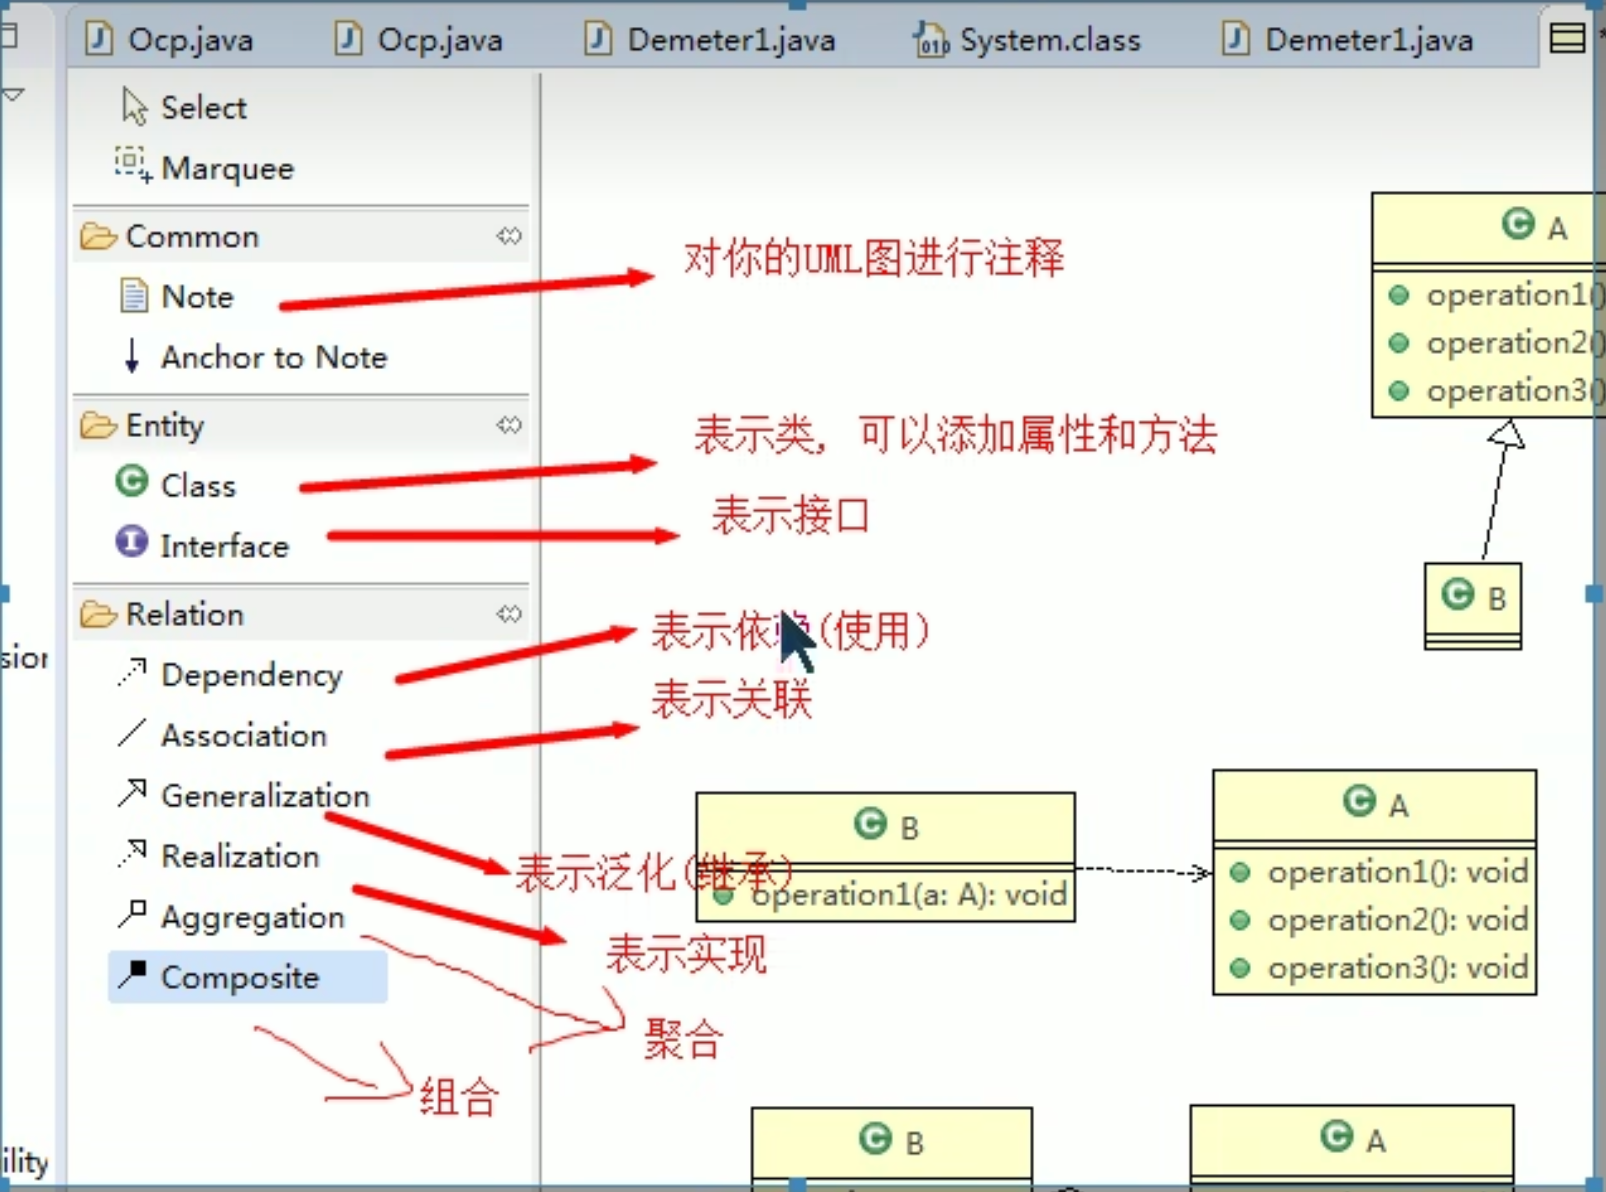 Ocp.java
Ocp.java
Demeter1.java
System.class
Demeter1.java
Select
Marquee
Common
Note
Anchor to Note
Entity
Class
Interface
Relation
Dependency
Association
Generalization
Realization
Aggregation
Composite
对你的UML图进行注释
表示类, 可以添加属性和方法
表示接口
表示依 (使用)
表示关联
表示泛化(继承)
表示实现
聚合
组合
A
operation1()
operation2()
operation3()
B
B
operation1(a: A): void
A
operation1(): void
operation2(): void
operation3(): void
B
A
sion
ility